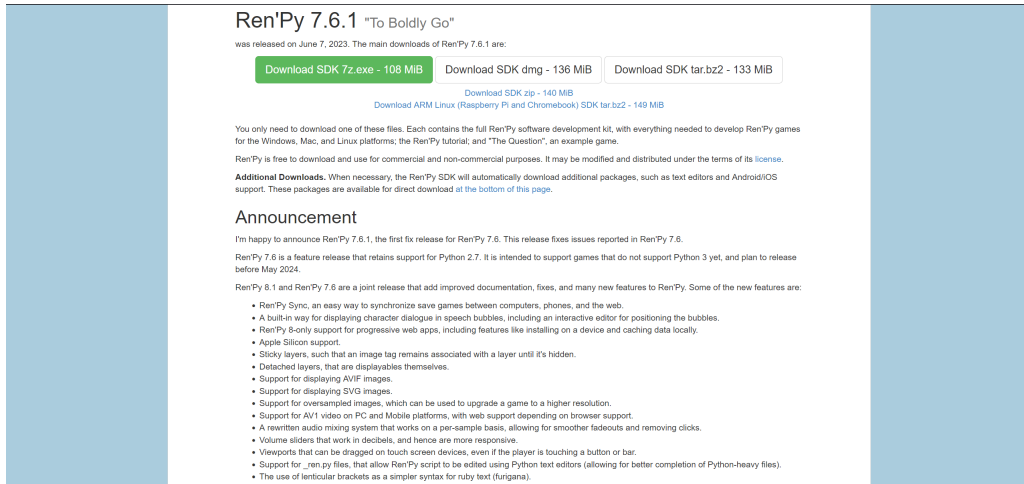 Ren'Py 7.6.1 "To Boldly Go"
was released on June 7, 2023. The main downloads of Ren'Py 7.6.1 are:
Download SDK 7z.exe - 108 MiB
Download SDK dmg - 136 MiB
Download SDK tar.bz2 - 133 MiB
Download SDK zip - 140 MiB
Download ARM Linux (Raspberry Pi and Chromebook) SDK tar.bz2 - 149 MiB
You only need to download one of these files. Each contains the full Ren'Py software development kit, with everything needed to develop Ren'Py games
for the Windows, Mac, and Linux platforms; the Ren'Py tutorial; and "The Question", an example game.
Ren'Py is free to download and use for commercial and non-commercial purposes. It may be modified and distributed under the terms of its license.
Additional Downloads. When necessary, the Ren'Py SDK will automatically download additional packages, such as text editors and Android/iOS
support. These packages are available for direct download at the bottom of this page.
Announcement
I'm happy to announce Ren'Py 7.6.1, the first fix release for Ren'Py 7.6. This release fixes issues reported in Ren'Py 7.6.
Ren'Py 7.6 is a feature release that retains support for Python 2.7. It is intended to support games that do not support Python 3 yet, and plan to release
before May 2024.
Ren'Py 8.1 and Ren'Py 7.6 are a joint release that add improved documentation, fixes, and many new features to Ren'Py. Some of the new features are:
• Ren'Py Sync, an easy way to synchronize save games between computers, phones, and the web.
• A built-in way for displaying character dialogue in speech bubbles, including an interactive editor for positioning the bubbles.
• Ren'Py 8-only support for progressive web apps, including features like installing on a device and caching data locally.
• Apple Silicon support.
• Sticky layers, such that an image tag remains associated with a layer until it's hidden.
• Detached layers, that are displayables themselves.
• Support for displaying AVIF images.
• Support for displaying SVG images.
• Support for oversampled images, which can be used to upgrade a game to a higher resolution.
• Support for AV1 video on PC and Mobile platforms, with web support depending on browser support.
• A rewritten audio mixing system that works on a per-sample basis, allowing for smoother fadeouts and removing clicks.
• Volume sliders that work in decibels, and hence are more responsive.
• Viewports that can be dragged on touch screen devices, even if the player is touching a button or bar.
• Support for _ren.py files, that allow Ren'Py script to be edited using Python text editors (allowing for better completion of Python-heavy files).
• The use of lenticular brackets as a simpler syntax for ruby text (furigana).